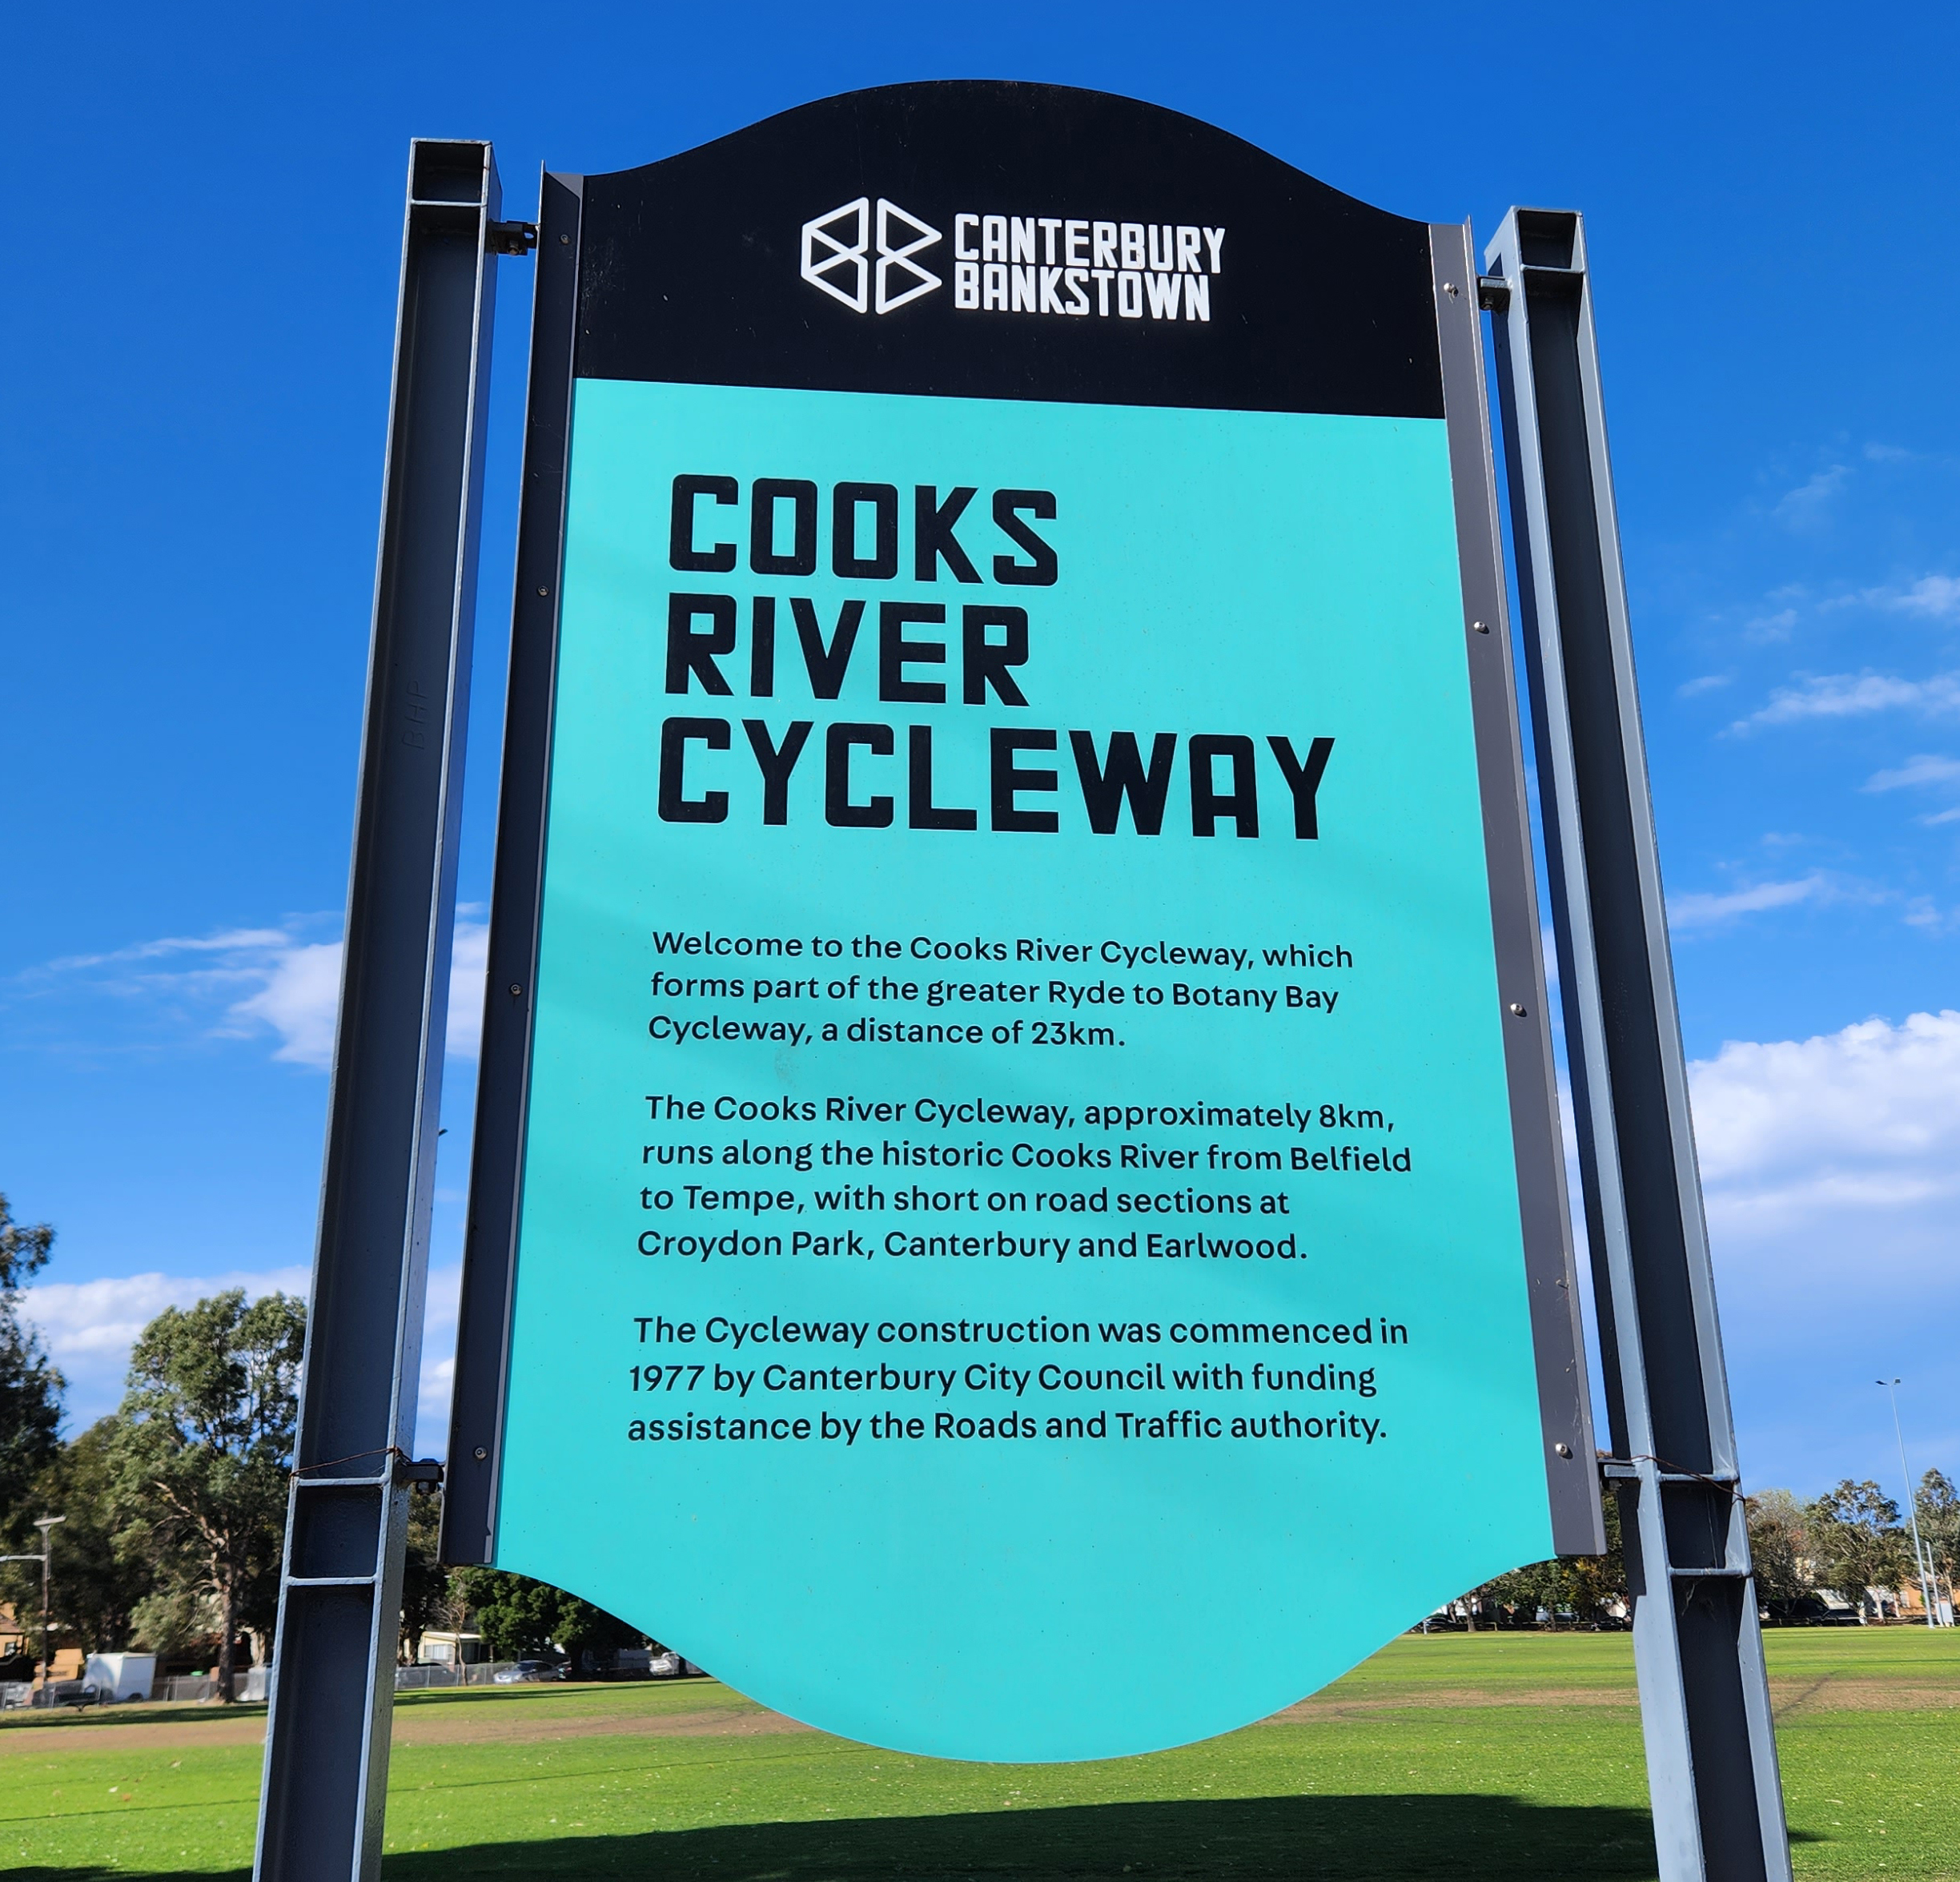 CANTERBURY
BANKSTOWN
COOKS
RIVER
CYCLEWAY
Welcome to the Cooks River Cycleway, which
forms part of the greater Ryde to Botany Bay
Cycleway, a distance of 23km.
The Cooks River Cycleway, approximately 8km,
runs along the historic Cooks River from Belfield
to Tempe, with short on road sections at
Croydon Park, Canterbury and Earlwood.
The Cycleway construction was commenced in
1977 by Canterbury City Council with funding
assistance by the Roads and Traffic authority.
BHP